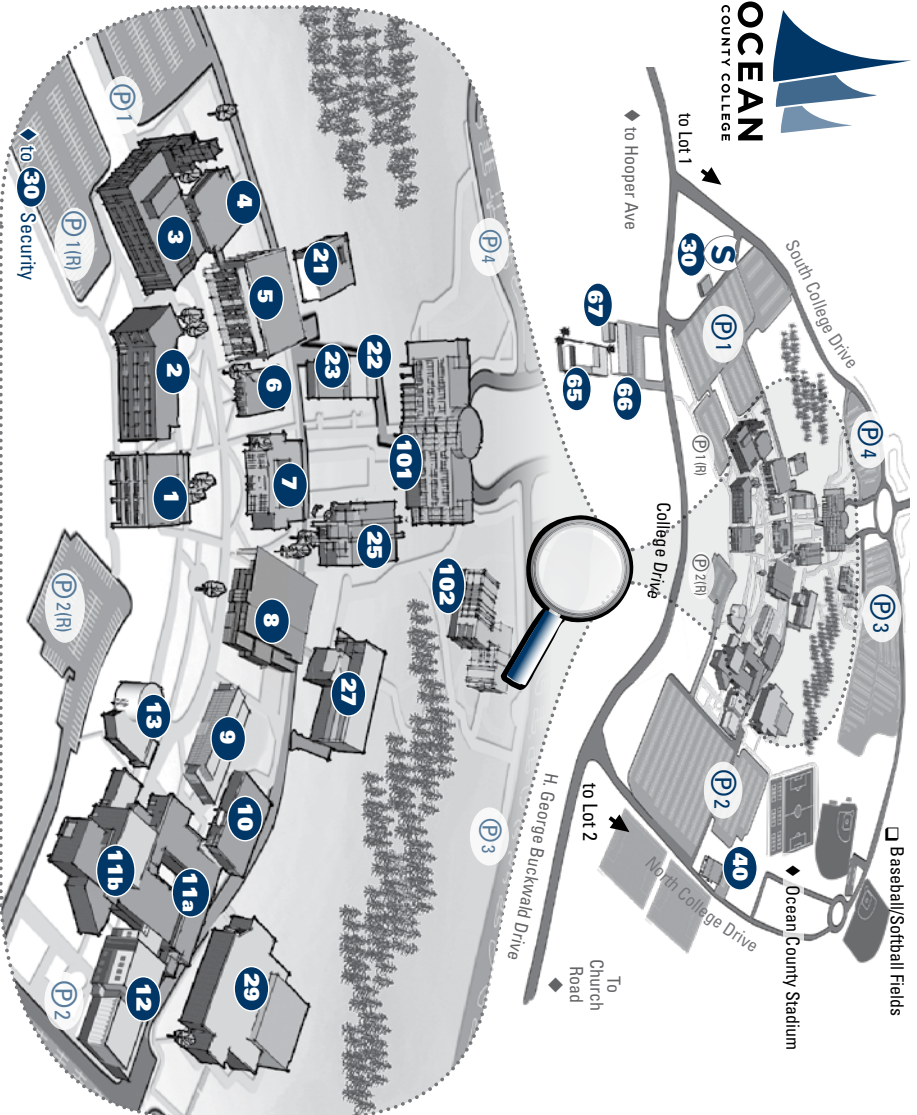 OCEAN
COUNTY COLLEGE
to Lot 1
◆ to Hooper Ave
South College Drive
S
30
P1
P4
67
65
66
P1(R)
College Drive
P2(R)
P3
P2
to Lot 2
40
North College Drive
H. George Buckwald Drive
To
Church
Road
◆
❑ Baseball/Softball Fields
◆ Ocean County Stadium
P1
◆ to 30 Security
P1(R)
P4
4
3
21
5
22
23
6
2
101
7
1
25
102
8
P2(R)
27
13
9
10
P3
11b
11a
29
12
P2